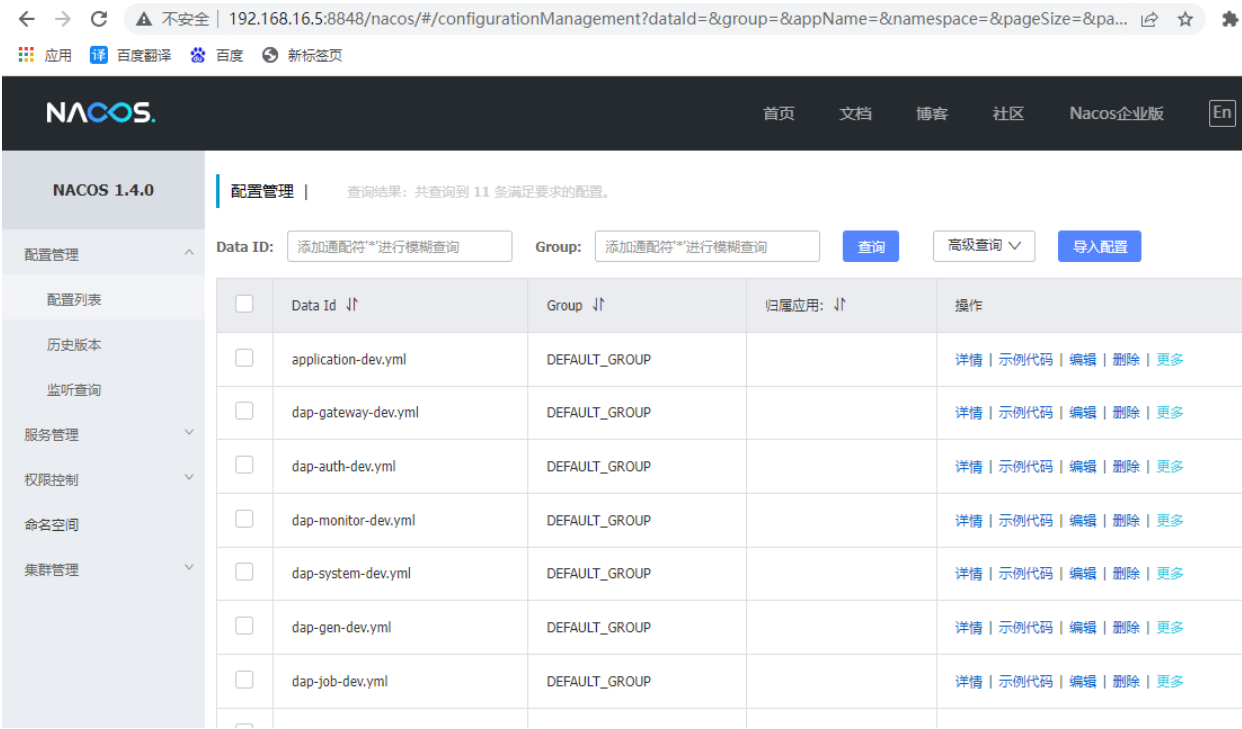 不安全 | 192.168.16.5:8848/nacos/#/configurationManagement?dataId=&group=&appName=&namespace=&pageSize=&pa...
应用 译 百度翻译 百度 新标签页
NACOS. 首页 文档 博客 社区 Nacos企业版 En
NACOS 1.4.0
配置管理
配置列表
历史版本
监听查询
服务管理
权限控制
命名空间
集群管理
配置管理 | 查询结果：共查询到 11 条满足要求的配置。
Data ID: 添加通配符'*'进行模糊查询 Group: 添加通配符'*'进行模糊查询 查询 高级查询 导入配置
Data Id Group 归属应用: 操作
application-dev.yml DEFAULT_GROUP 详情 | 示例代码 | 编辑 | 删除 | 更多
dap-gateway-dev.yml DEFAULT_GROUP 详情 | 示例代码 | 编辑 | 删除 | 更多
dap-auth-dev.yml DEFAULT_GROUP 详情 | 示例代码 | 编辑 | 删除 | 更多
dap-monitor-dev.yml DEFAULT_GROUP 详情 | 示例代码 | 编辑 | 删除 | 更多
dap-system-dev.yml DEFAULT_GROUP 详情 | 示例代码 | 编辑 | 删除 | 更多
dap-gen-dev.yml DEFAULT_GROUP 详情 | 示例代码 | 编辑 | 删除 | 更多
dap-job-dev.yml DEFAULT_GROUP 详情 | 示例代码 | 编辑 | 删除 | 更多